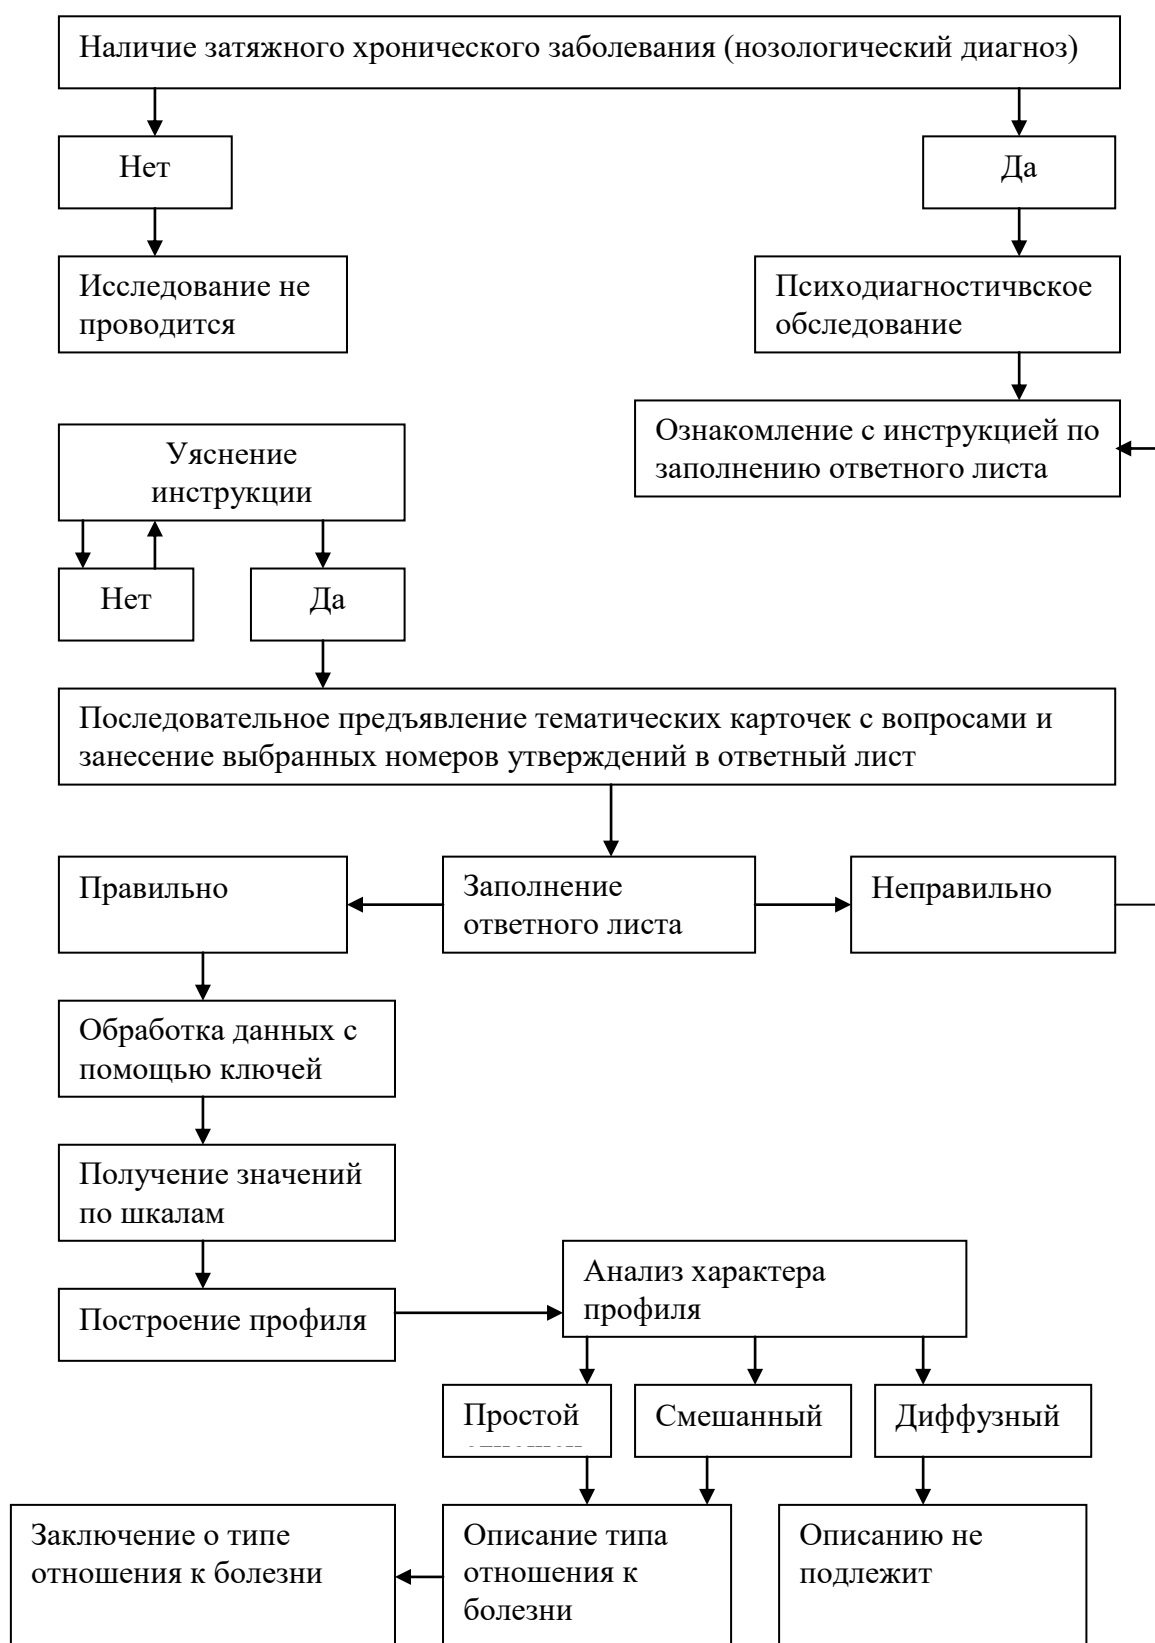 Наличие затяжного хронического заболевания (нозологический диагноз)
Нет
Да
Исследование не
проводится
Психодиагностичвское
обследование
Ознакомление с инструкцией по
заполнению ответного листа
Уяснение
инструкции
Нет
Да
Последовательное предъявление тематических карточек с вопросами и
занесение выбранных номеров утверждений в ответный лист
Правильно
Заполнение
ответного листа
Неправильно
Обработка данных с
помощью ключей
Получение значений
по шкалам
Построение профиля
Анализ характера
профиля
Простой
Смешанный
Диффузный
Заключение о типе
отношения к болезни
Описание типа
отношения к
болезни
Описанию не
подлежит